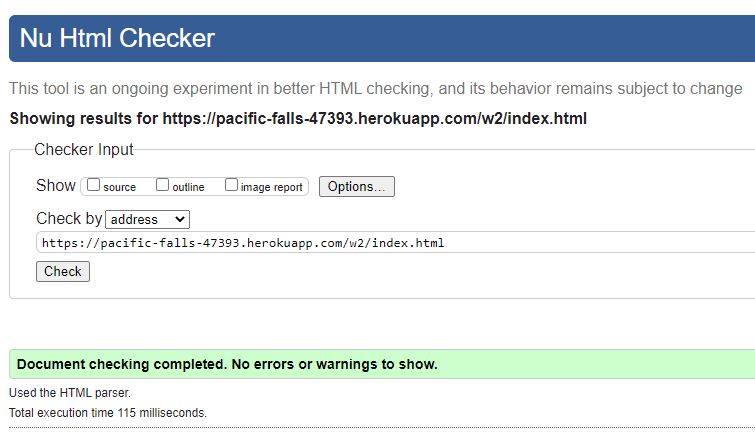 Nu Html Checker
This tool is an ongoing experiment in better HTML checking, and its behavior remains subject to change
Showing results for https://pacific-falls-47393.herokuapp.com/w2/index.html
Checker Input
Show source outline image report Options...
Check by address
https://pacific-falls-47393.herokuapp.com/w2/index.html
Check
Document checking completed. No errors or warnings to show.
Used the HTML parser.
Total execution time 115 milliseconds.